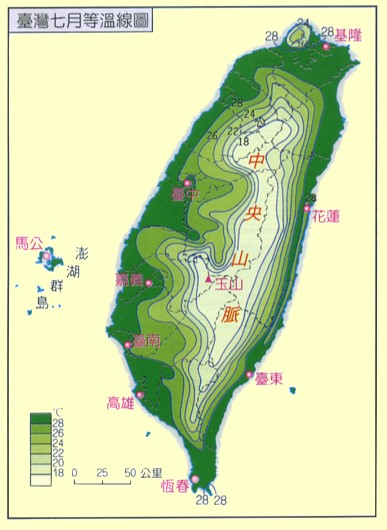 臺灣七月等溫線圖
24
28
28
基隆
28
24
26
22
18
中央山脈
臺中
28
花蓮
馬公
澎湖群島
玉山
嘉義
臺南
臺東
高雄
℃
28
26
24
22
20
18
0 25 50 公里
恆春
28 28